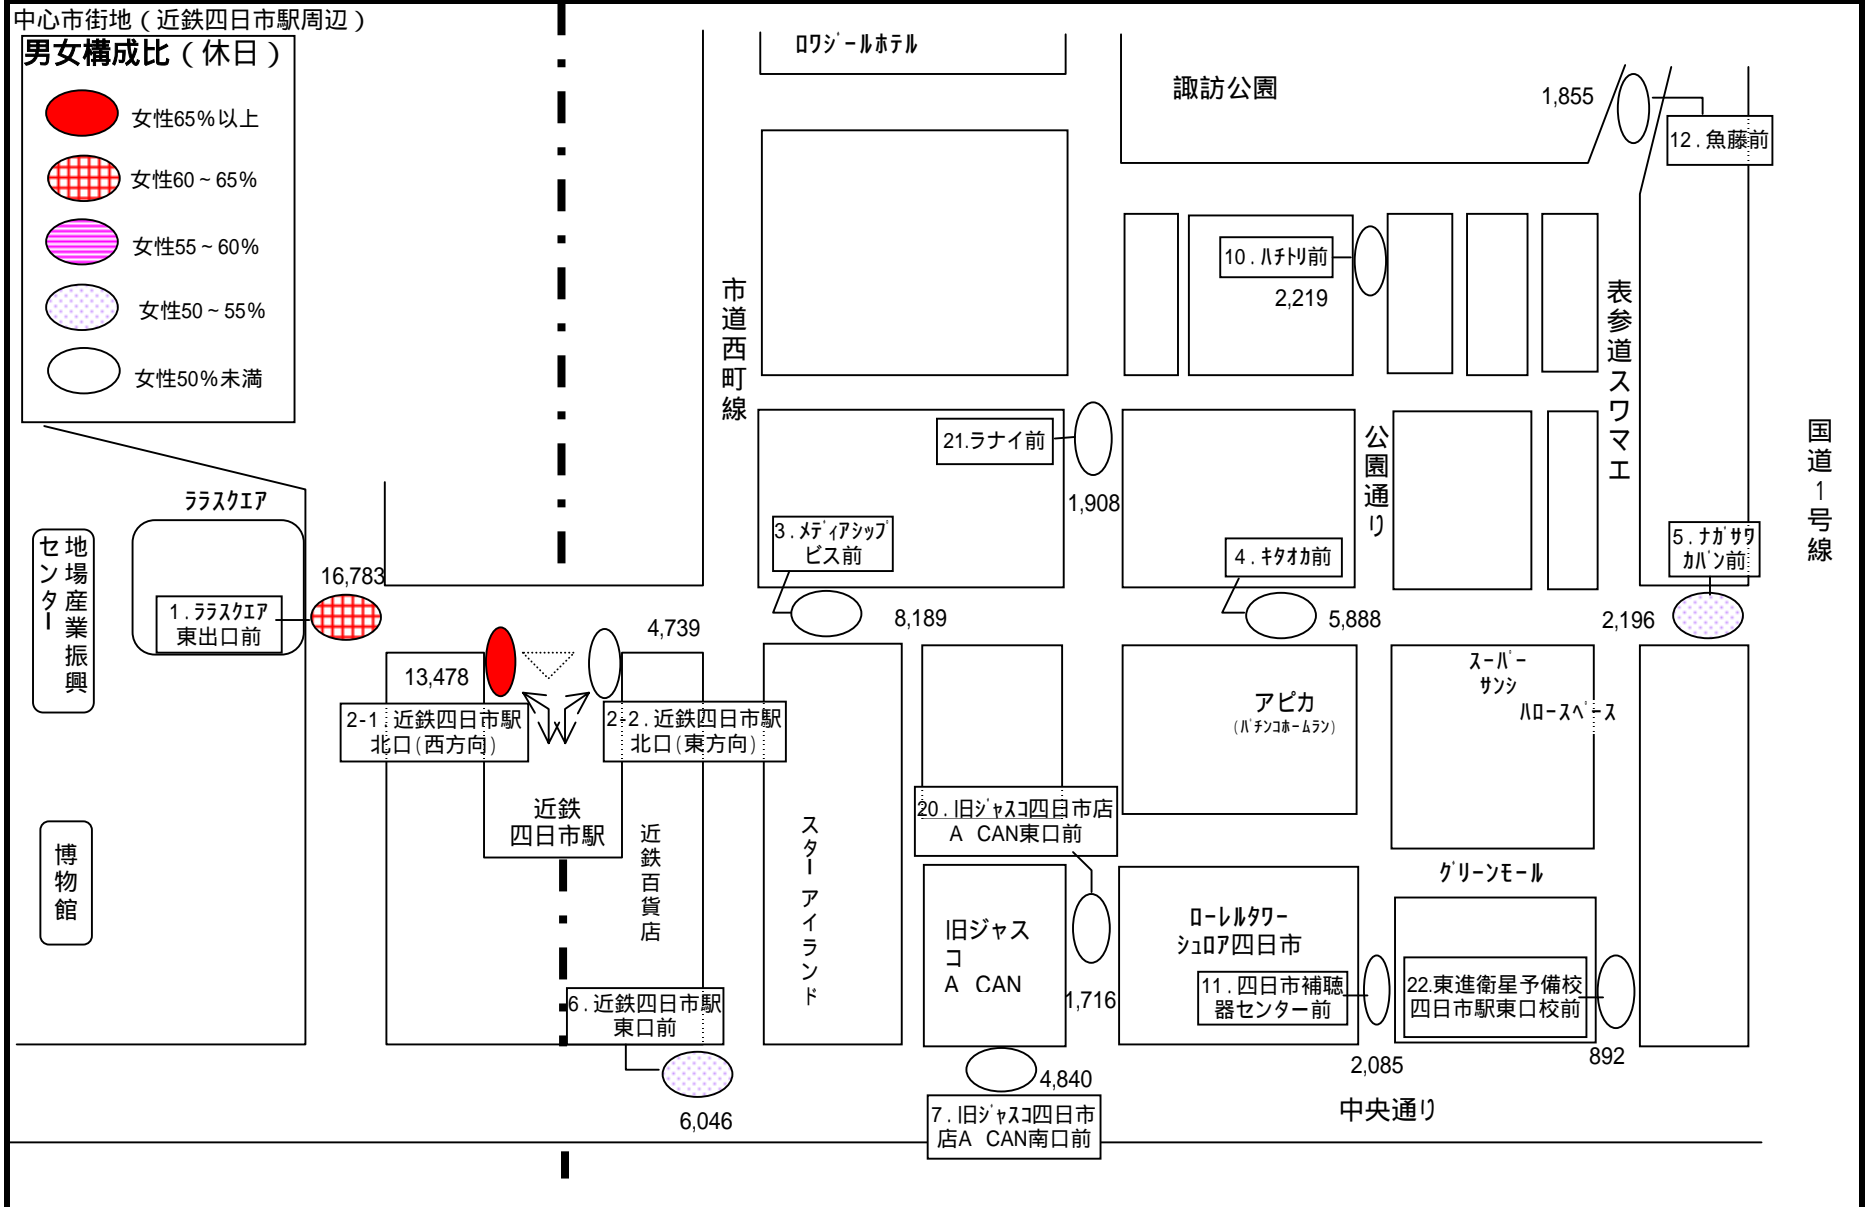 中心市街地（近鉄四日市駅周辺）
男女構成比（休日）
女性65％以上
女性60～65%
女性55～60%
女性50～55%
女性50％未満
ﾛﾜｼﾞｰﾙホテル
諏訪公園
1,855
12．魚藤前
10．ﾊﾁﾄﾘ前
2,219
市道西町線
表参道スワマエ
国道1号線
21.ラナイ前
1,908
公園通り
ﾗﾗｽｸｴｱ
地場産業振興
センター
1．ﾗﾗｽｸｴｱ
東出口前
16,783
3．ﾒﾃﾞｨｱｼｯﾌﾟ
ビス前
8,189
4．ｷﾀｵｶ前
5,888
5．ﾅｶﾞｻﾜ
ｶﾊﾞﾝ前
2,196
13,478
4,739
2-1．近鉄四日市駅
北口(西方向)
2-2．近鉄四日市駅
北口(東方向)
近鉄
四日市駅
近鉄百貨店
スターアイランド
アピカ
(ﾊﾟﾁﾝｺﾎｰﾑﾗﾝ)
ｽｰﾊﾟｰ
ｻﾝｼ
ﾊﾛｰｽﾍﾟｰｽ
20．旧ｼﾞｬｽｺ四日市店
A CAN東口前
博物館
旧ジャス
コ
A CAN
1,716
ﾛｰﾚﾙﾀﾜｰ
ｼｭﾛｱ四日市
11．四日市補聴
器センター前
2,085
ｸﾞﾘｰﾝﾓｰﾙ
22.東進衛星予備校
四日市駅東口校前
892
6．近鉄四日市駅
東口前
6,046
4,840
7．旧ｼﾞｬｽｺ四日市
店A CAN南口前
中央通り